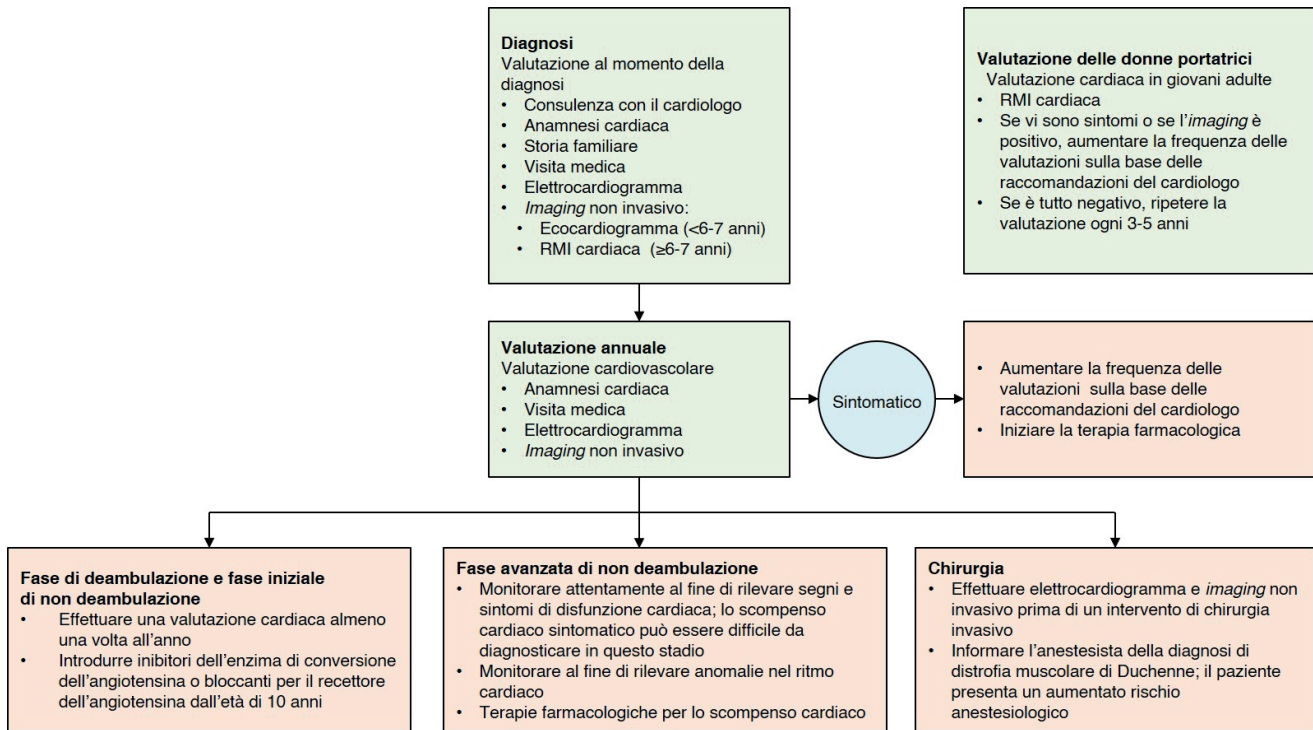 Diagnosi
Valutazione al momento della
diagnosi
• Consulenza con il cardiologo
• Anamnesi cardiaca
• Storia familiare
• Visita medica
• Elettrocardiogramma
• Imaging non invasivo:
• Ecocardiogramma (<6-7 anni)
• RMI cardiaca (≥6-7 anni)
Valutazione delle donne portatrici
Valutazione cardiaca in giovani adulte
• RMI cardiaca
• Se vi sono sintomi o se l'imaging è
positivo, aumentare la frequenza delle
valutazioni sulla base delle
raccomandazioni del cardiologo
• Se è tutto negativo, ripetere la
valutazione ogni 3-5 anni
Valutazione annuale
Valutazione cardiovascolare
• Anamnesi cardiaca
• Visita medica
• Elettrocardiogramma
• Imaging non invasivo
Sintomatico
• Aumentare la frequenza delle
valutazioni sulla base delle
raccomandazioni del cardiologo
• Iniziare la terapia farmacologica
Fase di deambulazione e fase iniziale
di non deambulazione
• Effettuare una valutazione cardiaca almeno
una volta all'anno
• Introdurre inibitori dell'enzima di conversione
dell'angiotensina o bloccanti per il recettore
dell'angiotensina dall'età di 10 anni
Fase avanzata di non deambulazione
• Monitorare attentamente al fine di rilevare segni e
sintomi di disfunzione cardiaca; lo scompenso
cardiaco sintomatico può essere difficile da
diagnosticare in questo stadio
• Monitorare al fine di rilevare anomalie nel ritmo
cardiaco
• Terapie farmacologiche per lo scompenso cardiaco
Chirurgia
• Effettuare elettrocardiogramma e imaging non
invasivo prima di un intervento di chirurgia
invasivo
• Informare l'anestesista della diagnosi di
distrofia muscolare di Duchenne; il paziente
presenta un aumentato rischio
anestesiologico